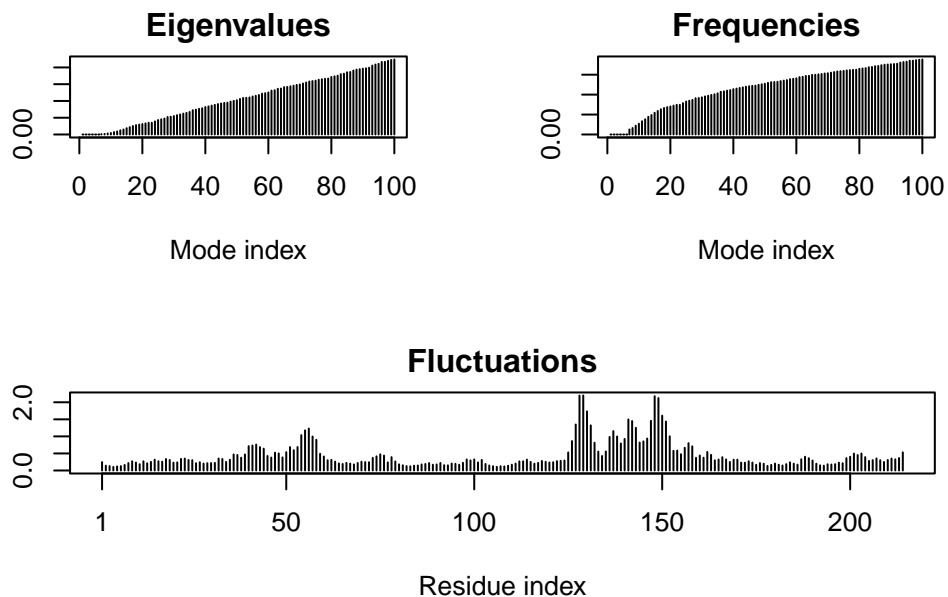 Eigenvalues
0.00
0 20 40 60 80 100
Mode index
Frequencies
0.00
0 20 40 60 80 100
Mode index
Fluctuations
2.0
0.0
1 50 100 150 200
Residue index